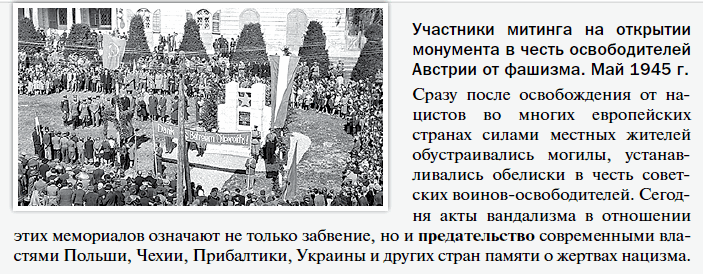 Участники митинга на открытии
монумента в честь освободителей
Австрии от фашизма. Май 1945 г.
Сразу после освобождения от на-
цистов во многих европейских
странах силами местных жителей
обустраивались могилы, устанав-
ливались обелиски в честь совет-
ских воинов-освободителей. Сегод-
ня акты вандализма в отношении
этих мемориалов означают не только забвение, но и предательство современными вла-
стями Польши, Чехии, Прибалтики, Украины и других стран памяти о жертвах нацизма.